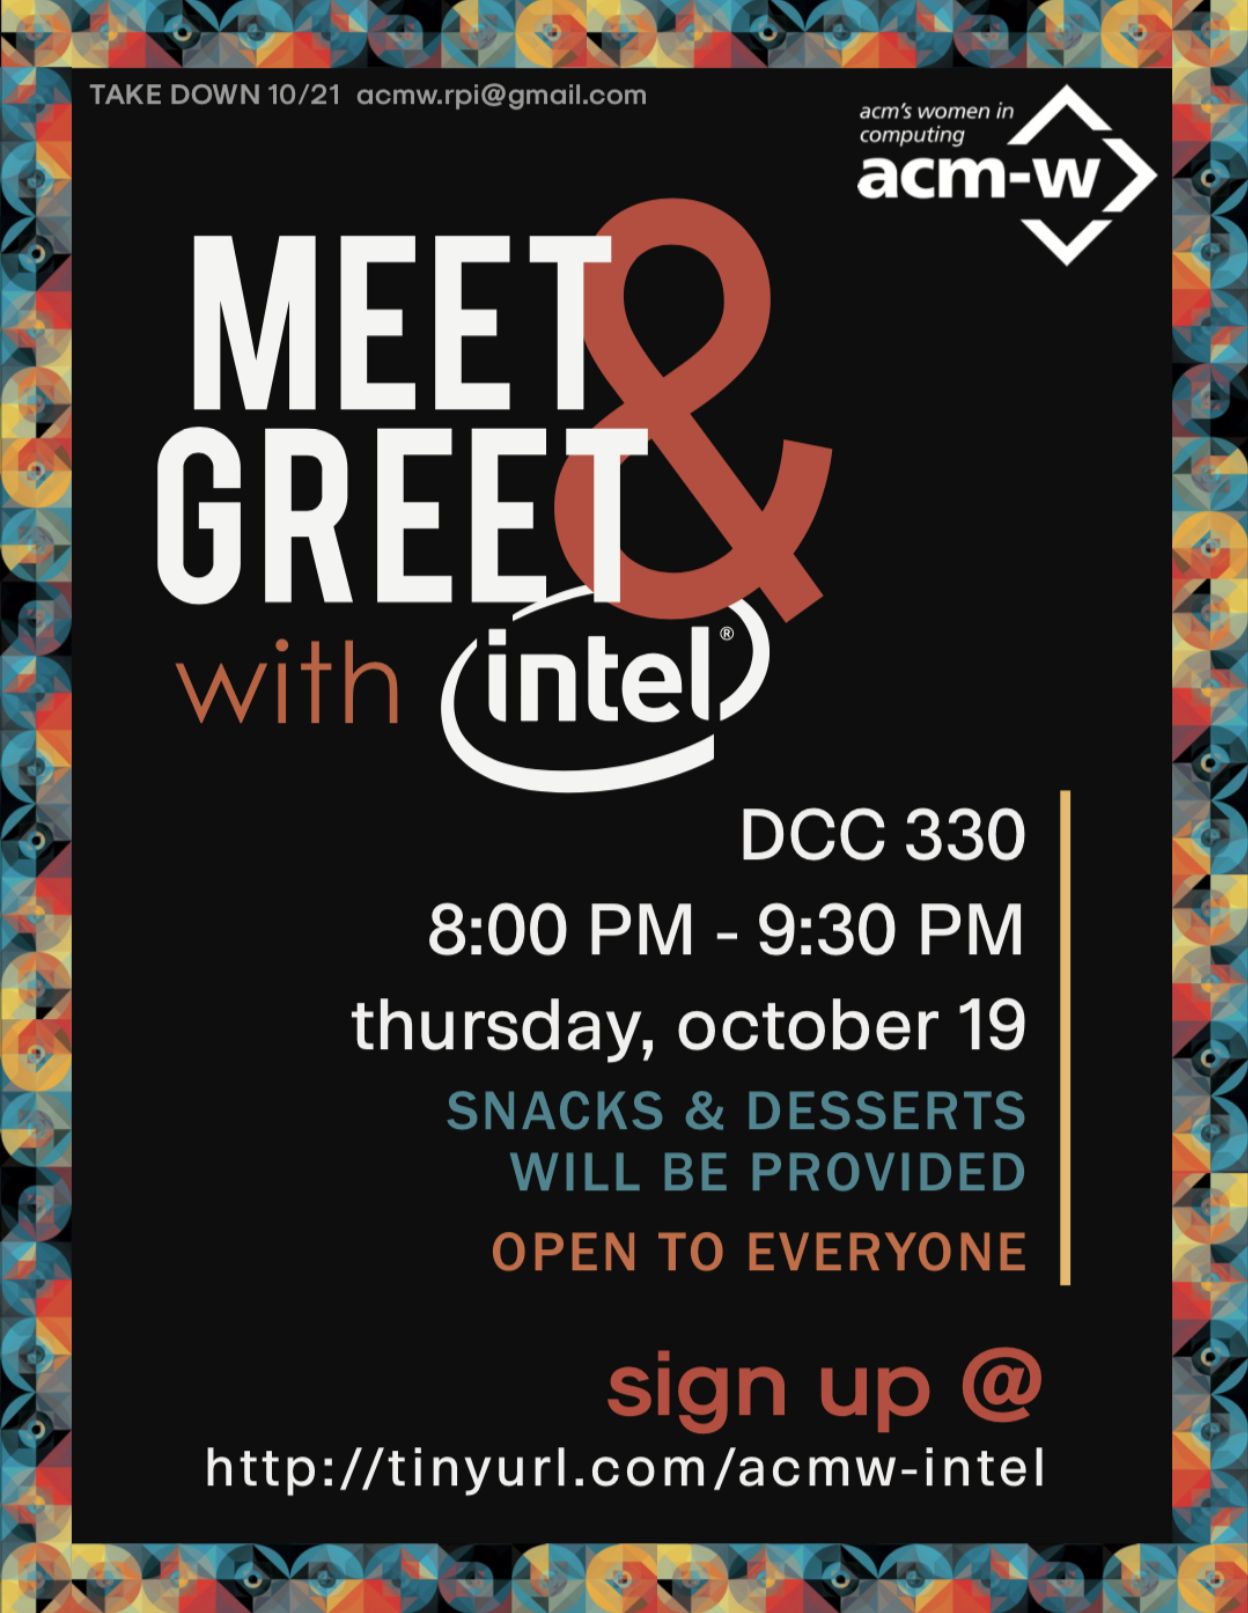 TAKE DOWN 10/21 acmw.rpi@gmail.com
acm's women in
computing
acm-w
MEET &
GREET
with intel®
DCC 330
8:00 PM - 9:30 PM
thursday, october 19
SNACKS & DESSERTS
WILL BE PROVIDED
OPEN TO EVERYONE
sign up @
http://tinyurl.com/acmw-intel